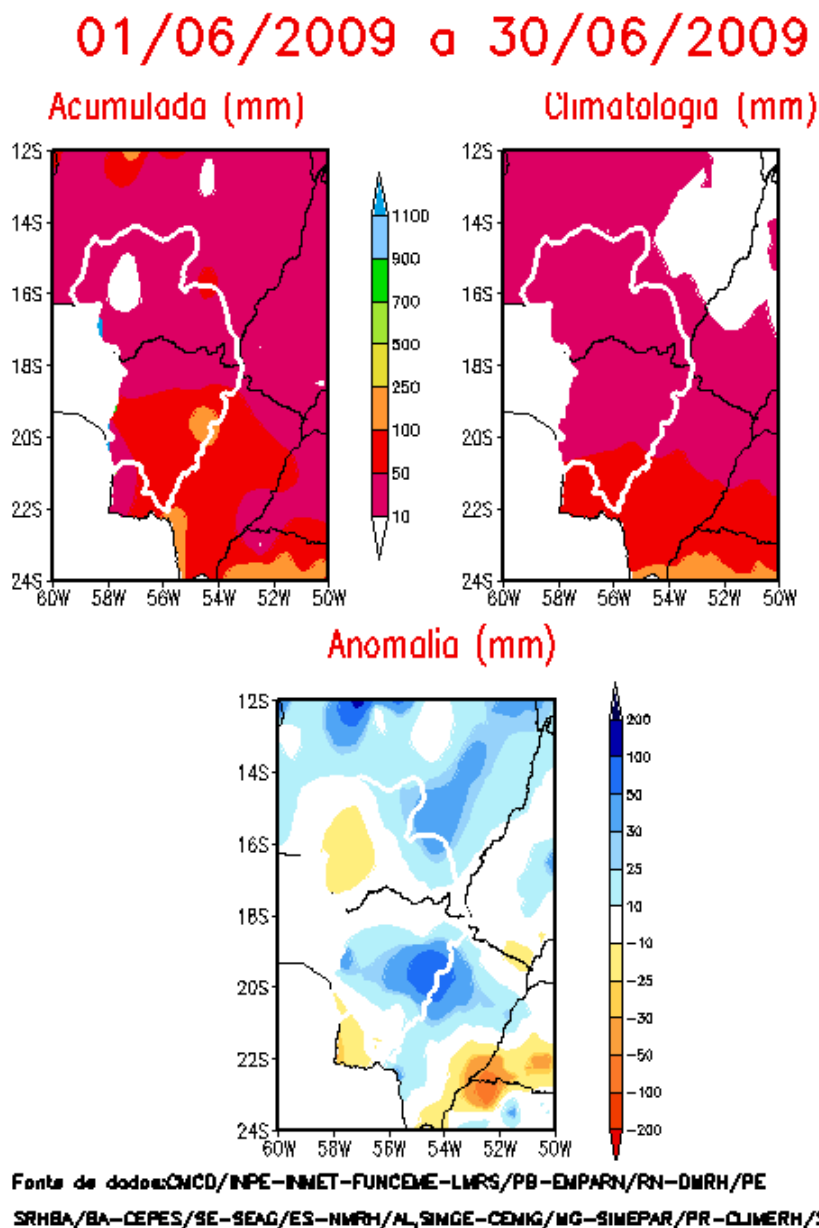 01/06/2009 a 30/06/2009
Acumulada (mm)
Climatologia (mm)
12S
14S
16S
18S
20S
22S
24S
60W 58W 56W 54W 52W 50W
1100
900
700
500
250
100
50
10
12S
14S
16S
18S
20S
22S
24S
60W 58W 56W 54W 52W 50W
Anomalia (mm)
12S
14S
16S
18S
20S
22S
24S
60W 58W 56W 54W 52W 50W
200
100
50
30
25
10
-10
-25
-30
-50
-100
-200
Fonte de dados:CMCD/INPE-INMET-FUNCEME-LMRS/PB-EMPARN/RN-DMRH/PE
SRHBA/BA-CEPES/SE-SEAG/ES-NMRH/AL,SIMGE-CEMIG/MG-SIMEPAR/PR-CLIMERH/